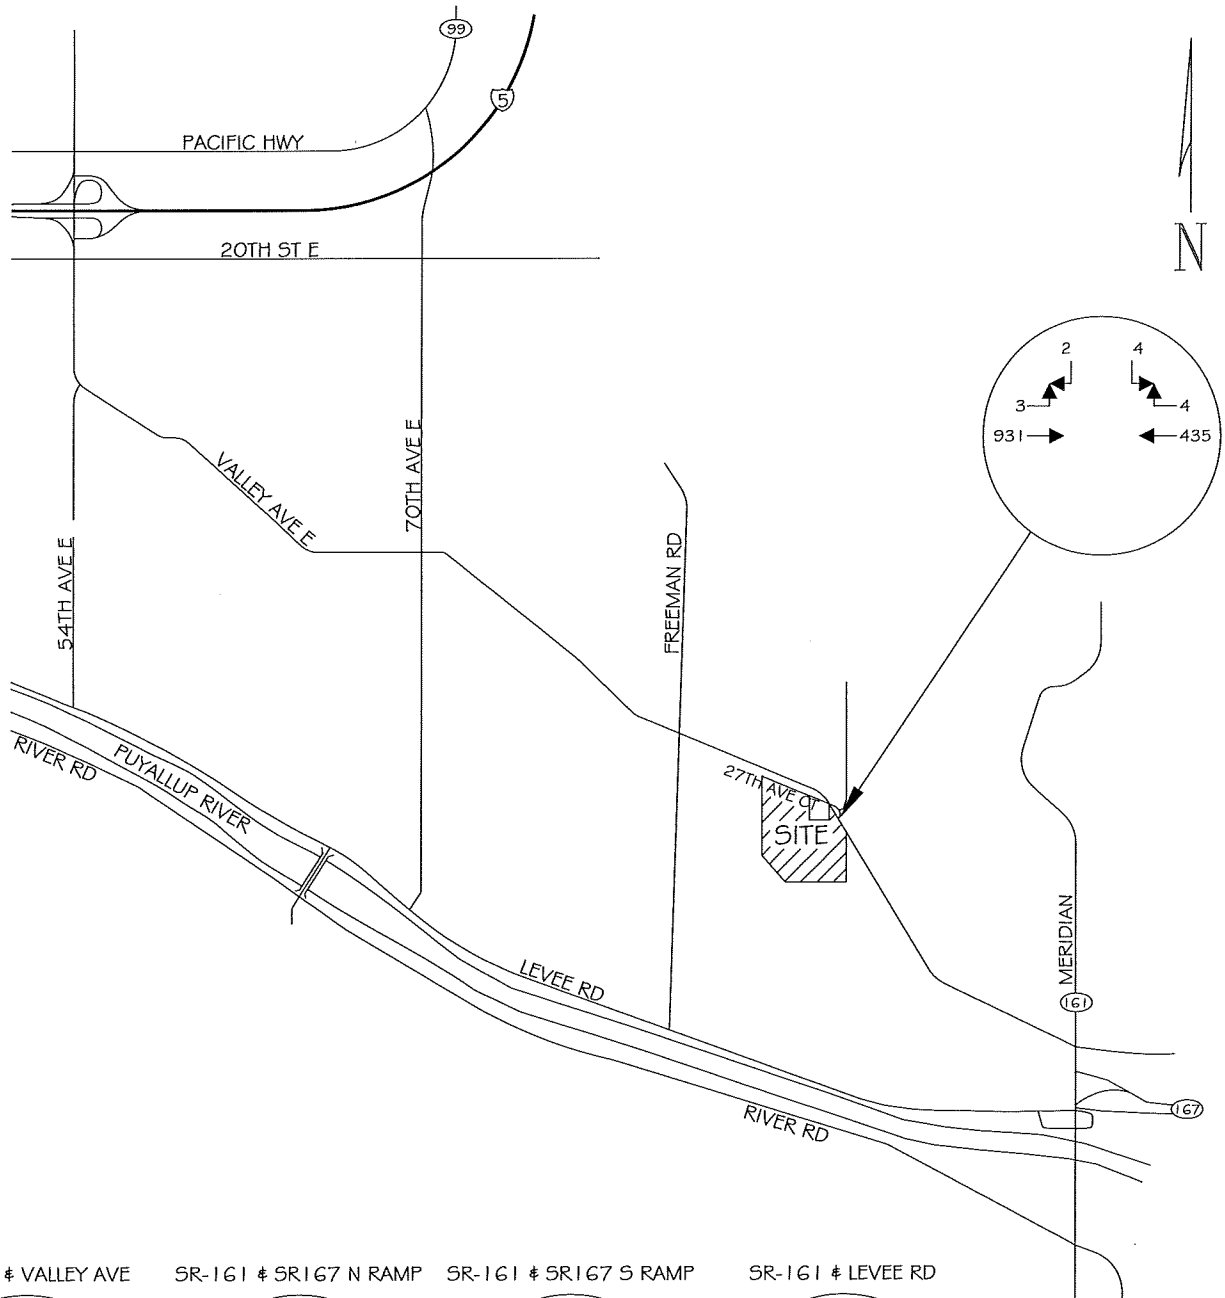 99
5
PACIFIC HWY
20TH ST E
N
2
4
3
4
931
435
VALLEY AVE E
70TH AVE E
54TH AVE E
FREEMAN RD
27TH AVE CT
SITE
RIVER RD
PUYALLUP RIVER
LEVEE RD
MERIDIAN
161
167
RIVER RD
& VALLEY AVE
SR-161 & SR167 N RAMP
SR-161 & SR167 S RAMP
SR-161 & LEVEE RD